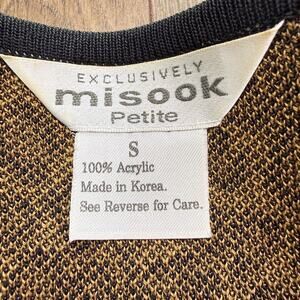 EXCLUSIVELY
misook
Petite
S
100% Acrylic
Made in Korea.
See Reverse for Care.